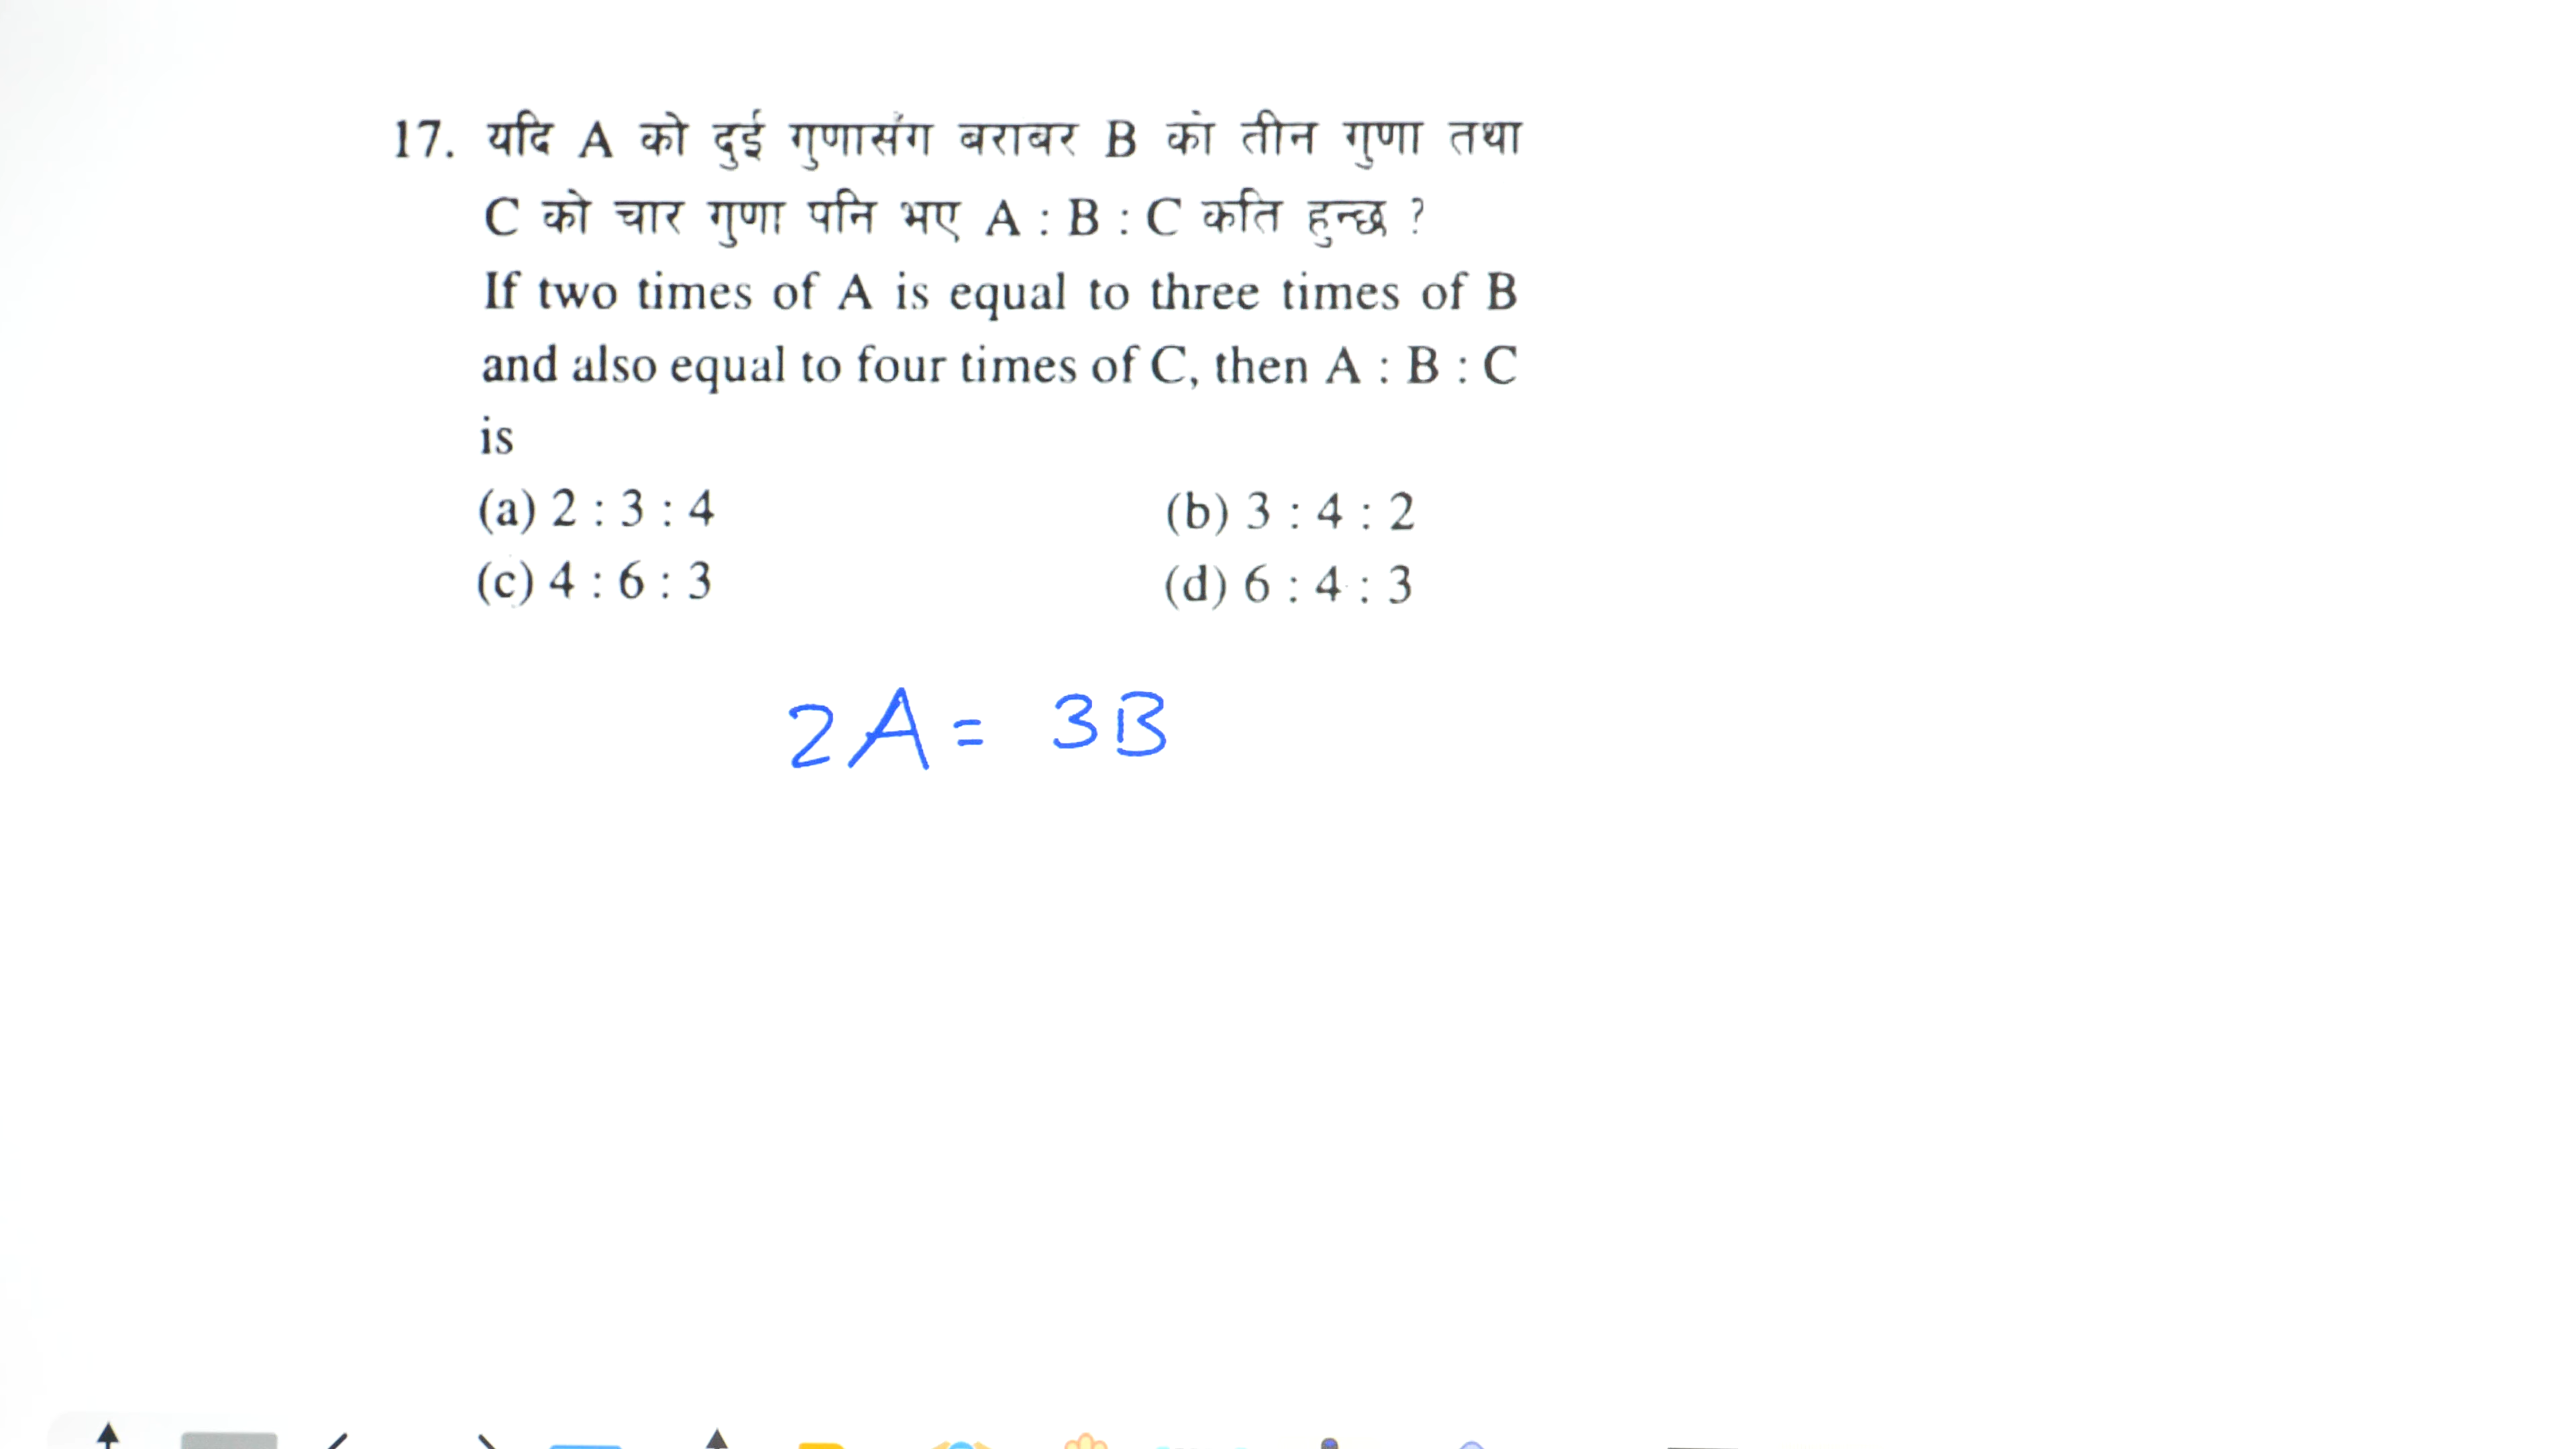 17. यदि A को दुई गुणासँग बराबर B को तीन गुणा तथा
C को चार गुणा पनि भए A : B : C कति हुन्छ ?
If two times of A is equal to three times of B
and also equal to four times of C, then A : B : C
is
(a) 2 : 3 : 4 (b) 3 : 4 : 2
(c) 4 : 6 : 3 (d) 6 : 4 : 3
2A = 3B